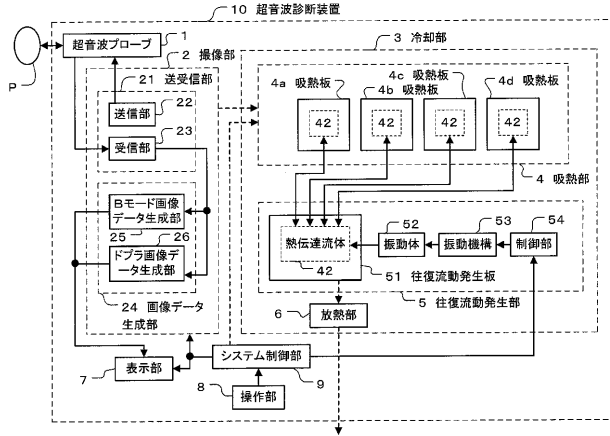 10 超音波診断装置
1
超音波プローブ
P
2 撮像部
21 送受信部
22
送信部
23
受信部
Bモード画像
データ生成部
25
26
ドプラ画像デ
ータ生成部
24 画像データ
生成部
3 冷却部
4a 吸熱板
4b 吸熱板
4c 吸熱板
4d 吸熱板
42
42
42
42
4 吸熱部
熱伝達流体
42
52
振動体
53
振動機構
54
制御部
51 往復流動発生板
5 往復流動発生部
6
放熱部
7
表示部
システム制御部
9
8
操作部